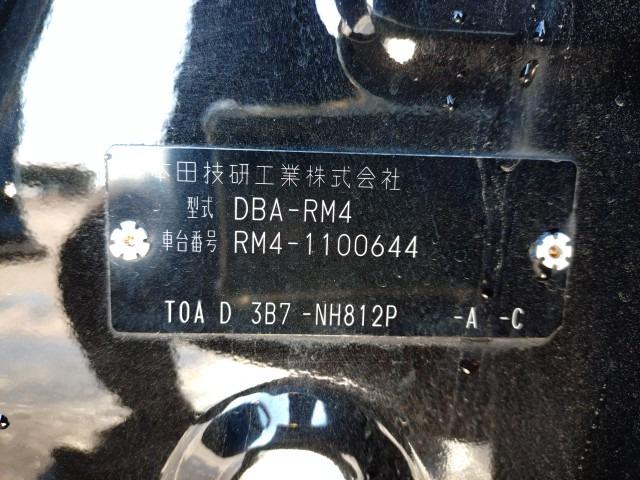 本田技研工業株式会社
型式 DBA-RM4
車台番号 RM4-1100644
TOA D 3B7 -NH812P -A -C